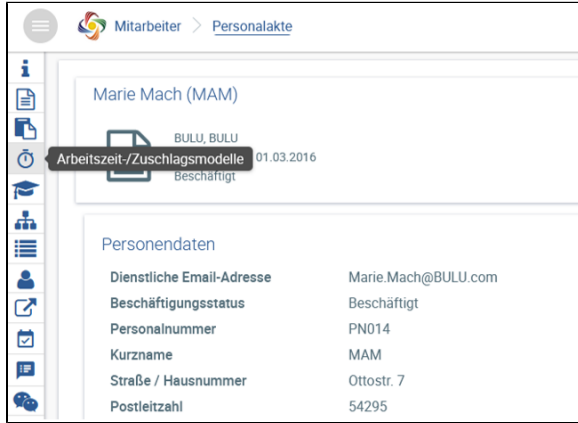 Mitarbeiter > Personalakte
Marie Mach (MAM)
BULU, BULU
Arbeitszeit-/Zuschlagsmodelle 01.03.2016
Beschäftigt
Personendaten
Dienstliche Email-Adresse Marie.Mach@BULU.com
Beschäftigungsstatus Beschäftigt
Personalnummer PN014
Kurzname MAM
Straße / Hausnummer Ottostr. 7
Postleitzahl 54295